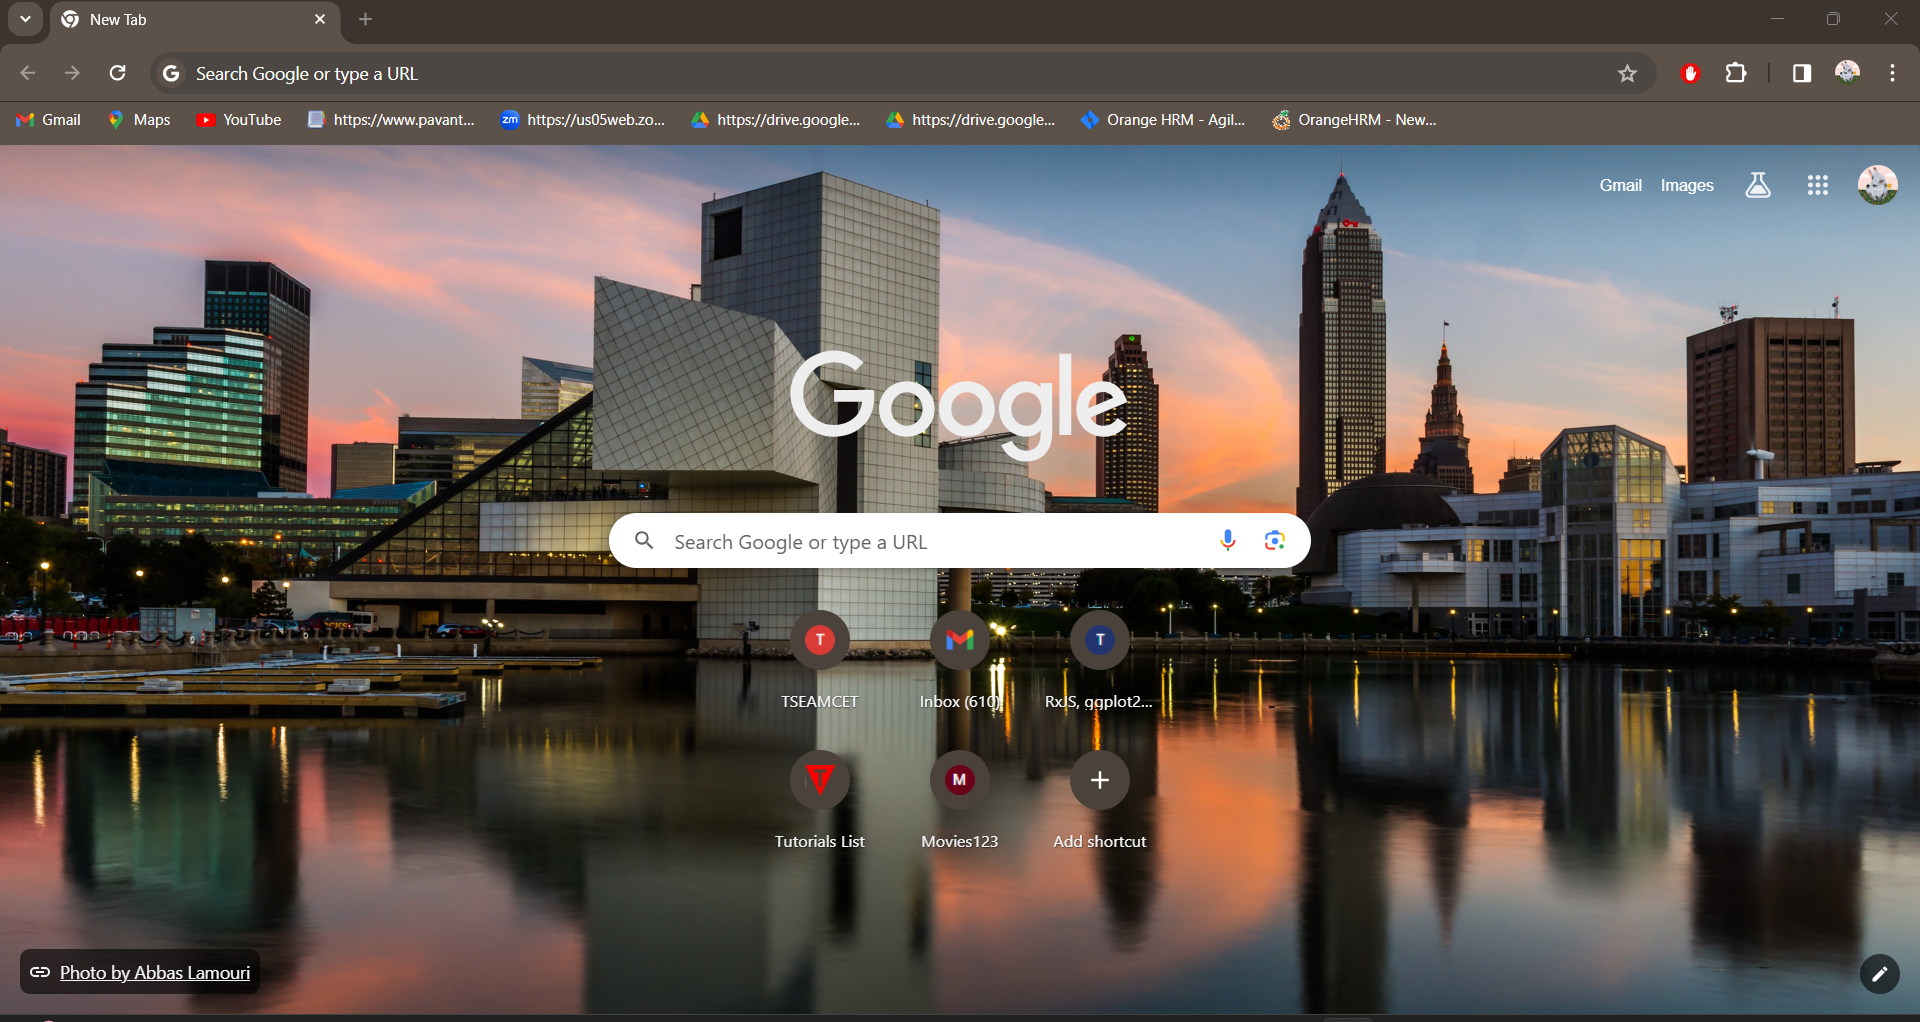 New Tab
Search Google or type a URL
Gmail
Maps
YouTube
https://www.pavant...
zm
https://us05web.zo...
https://drive.google...
https://drive.google...
Orange HRM - Agil...
OrangeHRM - New...
Gmail
Images
Google
Search Google or type a URL
T
T
TSEAMCET
Inbox (610)
RxJS, ggplot2...
T
M
Tutorials List
Movies123
Add shortcut
Photo by Abbas Lamouri